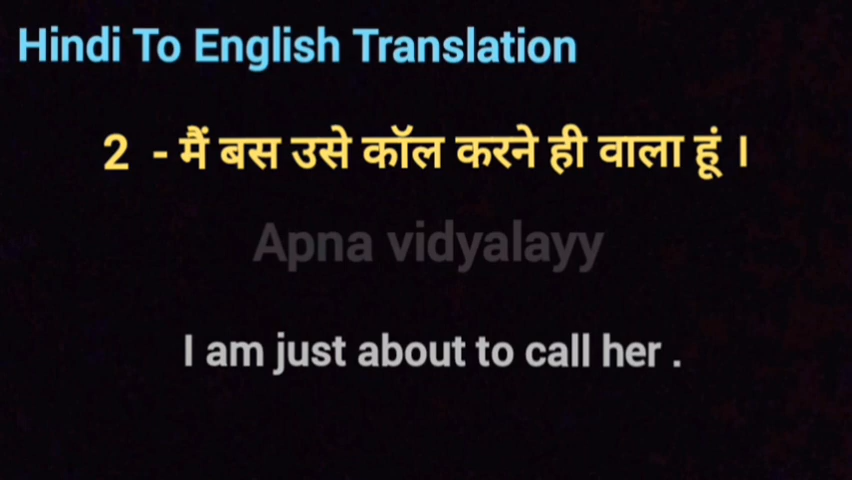 Hindi To English Translation
2 - मैं बस उसे कॉल करने ही वाला हूं ।
Apna vidyalayy
I am just about to call her .